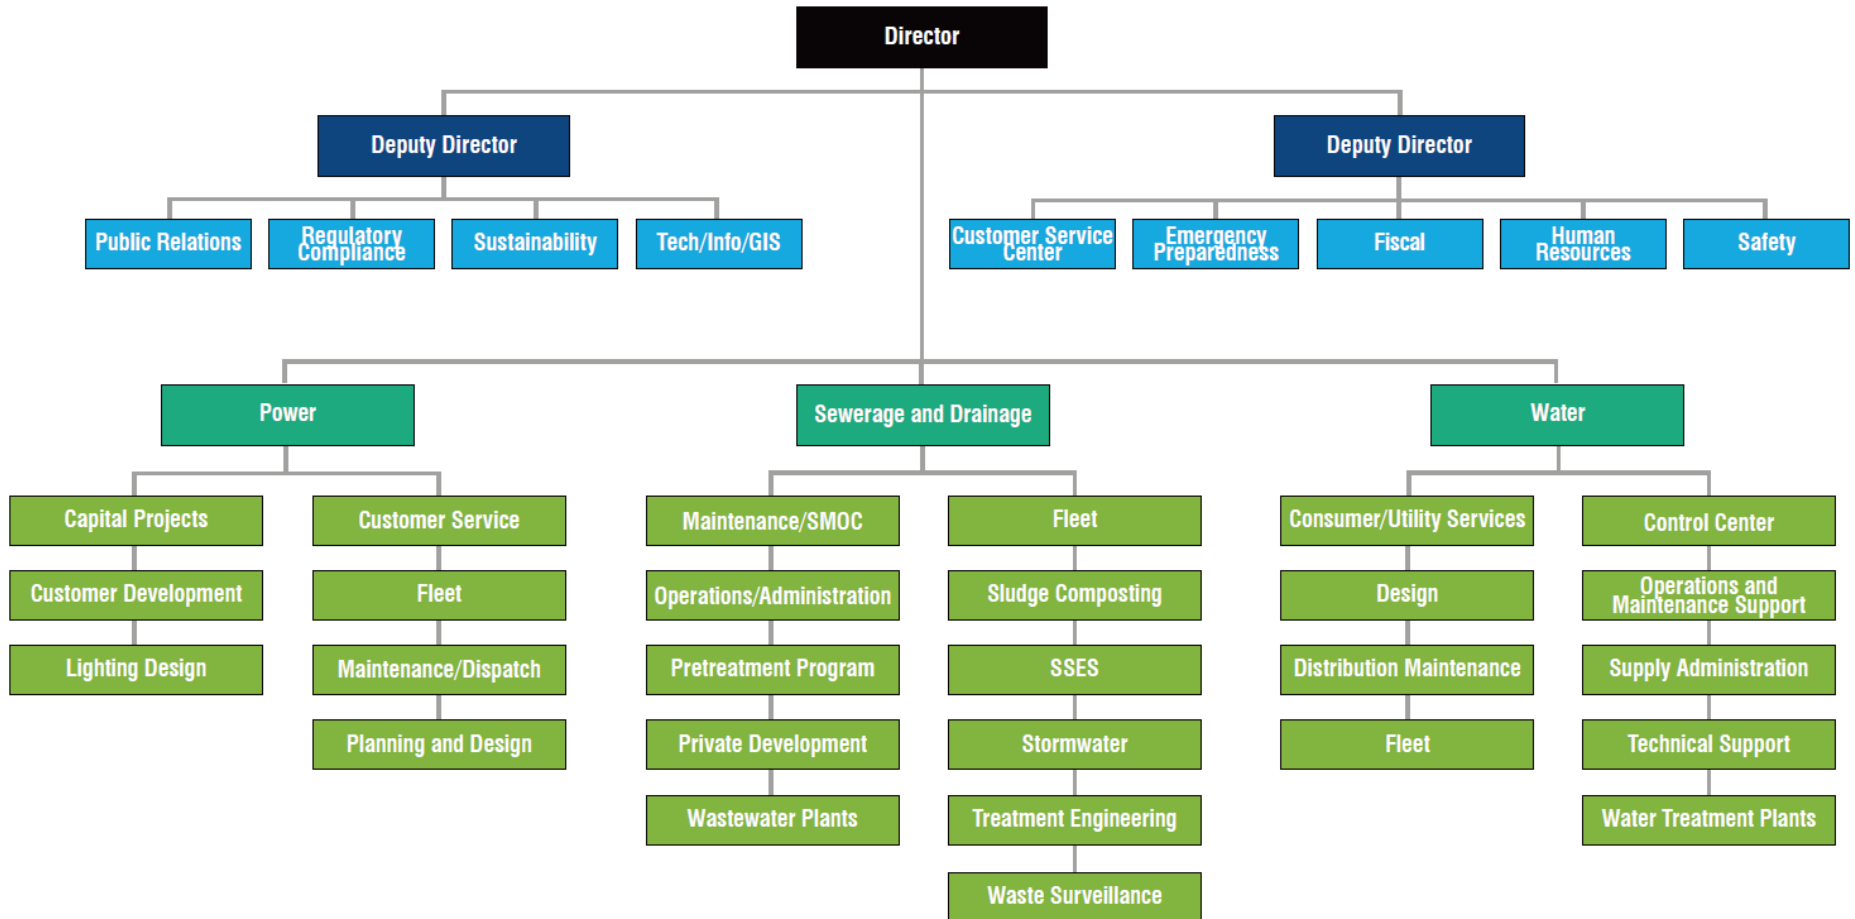 Director
Deputy Director
Deputy Director
Public Relations
Regulatory
Compliance
Sustainability
Tech/Info/GIS
Customer Service
Center
Emergency
Preparedness
Fiscal
Human
Resources
Safety
Power
Sewerage and Drainage
Water
Capital Projects
Customer Development
Lighting Design
Customer Service
Fleet
Maintenance/Dispatch
Planning and Design
Maintenance/SMOC
Operations/Administration
Pretreatment Program
Private Development
Wastewater Plants
Fleet
Sludge Composting
SSES
Stormwater
Treatment Engineering
Waste Surveillance
Consumer/Utility Services
Design
Distribution Maintenance
Fleet
Control Center
Operations and
Maintenance Support
Supply Administration
Technical Support
Water Treatment Plants